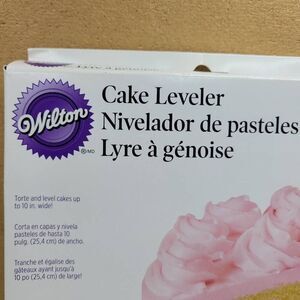 Wilton
®/MD
Cake Leveler
Nivelador de pasteles
Lyre à génoise
Torte and level cakes up
to 10 in. wide!
Corta en capas y nivela
pasteles de hasta 10
pulg. (25,4 cm) de ancho.
Tranche et égalise des
gâteaux ayant jusqu'à
10 po (25,4 cm) de large!